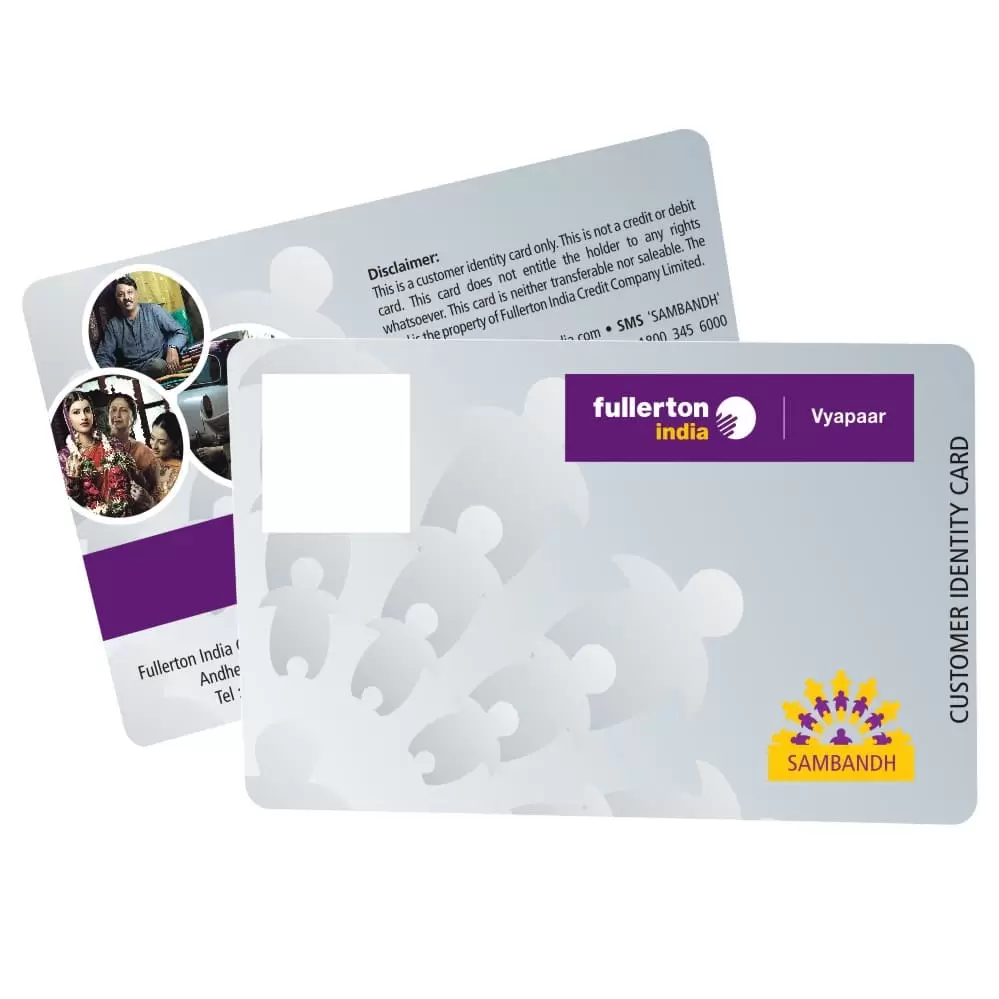 Disclaimer:
This is a customer identity card only. This is not a credit or debit
card. This card does not entitle the holder to any rights
whatsoever. This card is neither transferable nor saleable. The
is the property of Fullerton India Credit Company Limited.
.com • SMS 'SAMBANDH'
1800 345 6000
Fullerton India
Andhe
Tel :
fullerton
india
Vyapaar
CUSTOMER IDENTITY CARD
SAMBANDH